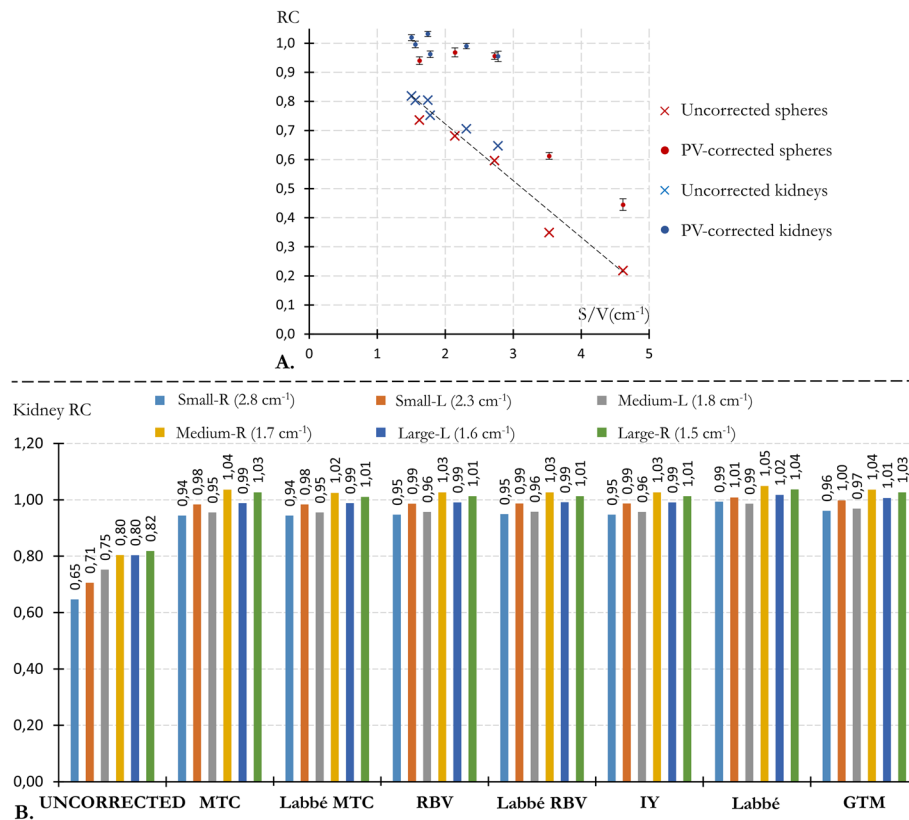 RC
1,0
0,9
0,8
0,7
0,6
0,5
0,4
0,3
0,2
0,1
0,0
0 1 2 3 4 5
S/V(cm⁻¹)
Uncorrected spheres
PV-corrected spheres
Uncorrected kidneys
PV-corrected kidneys
A.
Kidney RC
Small-R (2.8 cm⁻¹) Small-L (2.3 cm⁻¹) Medium-L (1.8 cm⁻¹)
Medium-R (1.7 cm⁻¹) Large-L (1.6 cm⁻¹) Large-R (1.5 cm⁻¹)
1,20
1,00
0,80
0,60
0,40
0,20
0,00
0,65 0,71 0,75 0,80 0,80 0,82
0,94 0,98 0,95 1,04 0,99 1,03
0,94 0,98 0,95 1,02 0,99 1,01
0,95 0,99 0,96 1,03 0,99 1,01
0,95 0,99 0,96 1,03 0,99 1,01
0,95 0,99 0,96 1,03 0,99 1,01
0,99 1,01 0,99 1,05 1,02 1,04
0,96 1,00 0,97 1,04 1,01 1,03
UNCORRECTED MTC Labbé MTC RBV Labbé RBV IY Labbé GTM
B.